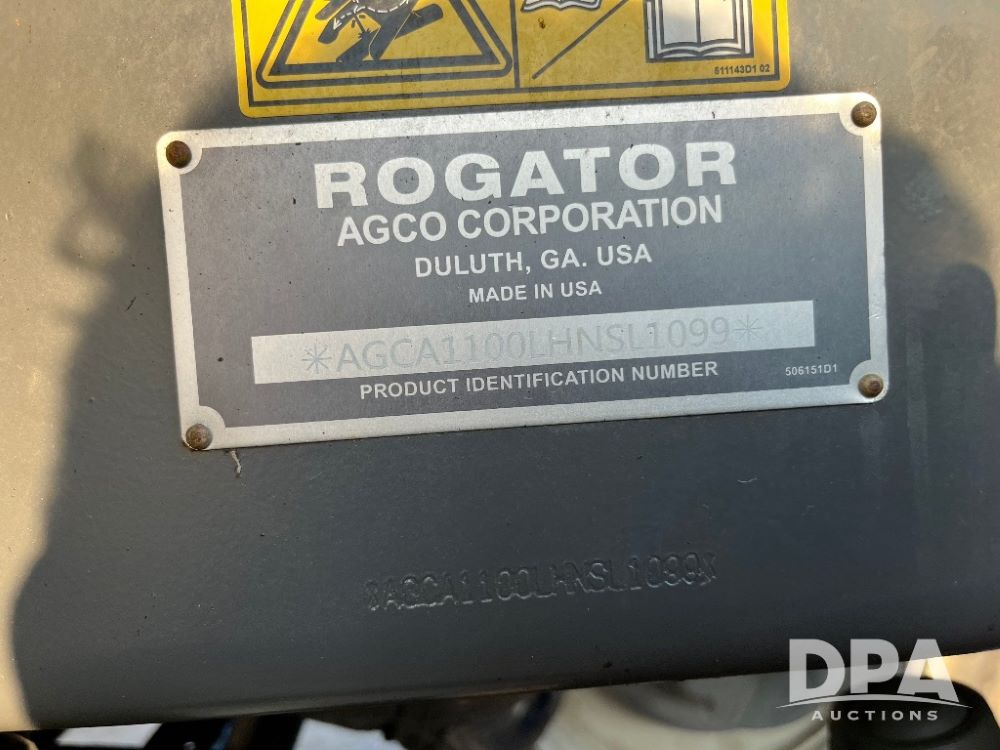 511143D1 02
ROGATOR
AGCO CORPORATION
DULUTH, GA. USA
MADE IN USA
*AGCA1100LHNSL1099*
PRODUCT IDENTIFICATION NUMBER
506151D1
*AGCA1100LHNSL1099*
DPA
AUCTIONS